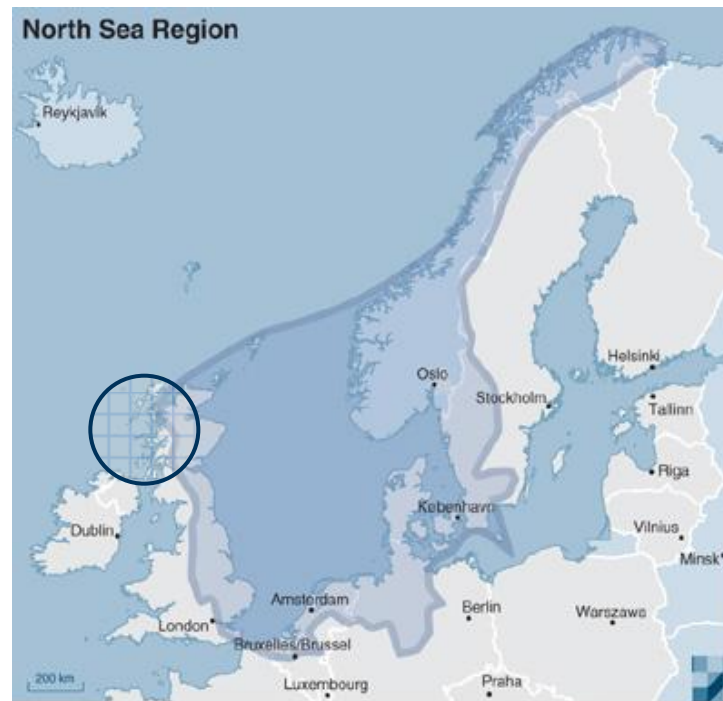 North Sea Region
Reykjavik
Helsinki
Oslo
Stockholm
Tallinn
Riga
København
Dublin
Vilnius
Minsk
Amsterdam
Berlin
Warszawa
London
Bruxelles/Brussel
200 km
Luxembourg
Praha